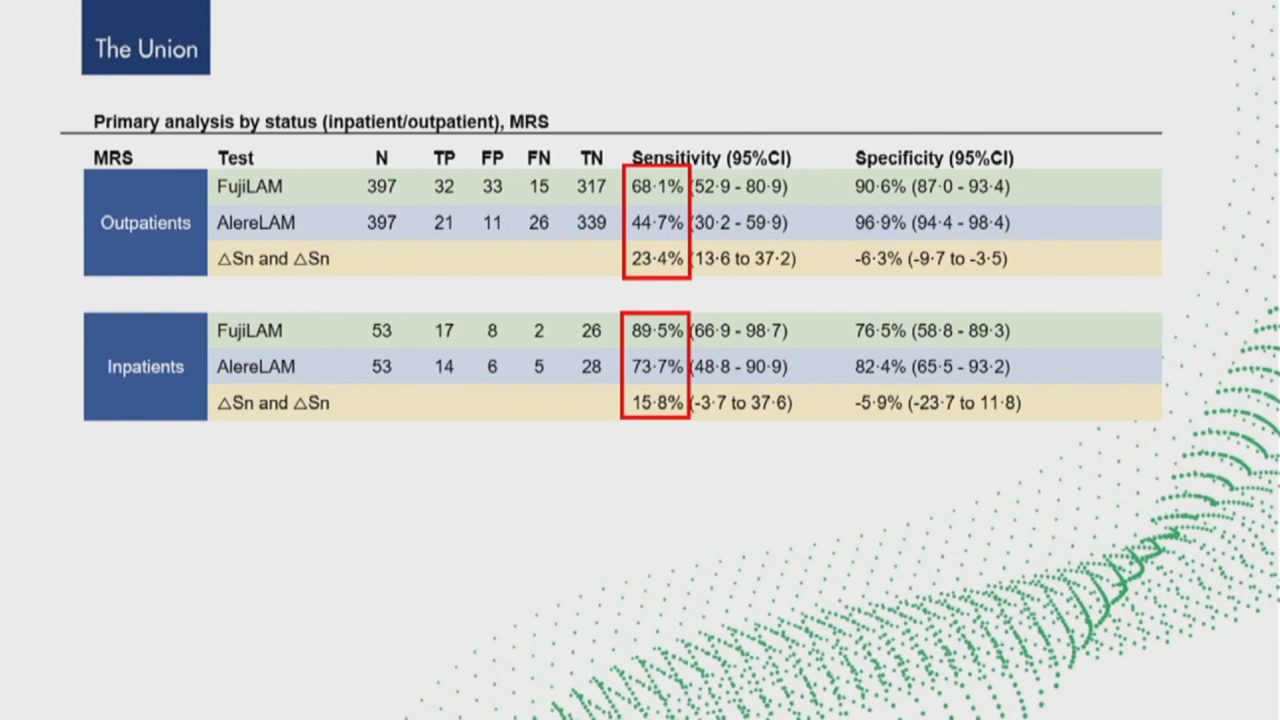 The Union
Primary analysis by status (inpatient/outpatient), MRS
MRS Test N TP FP FN TN Sensitivity (95%CI) Specificity (95%CI)
Outpatients
FujiLAM 397 32 33 15 317 68·1% (52·9 - 80·9) 90·6% (87·0 - 93·4)
AlereLAM 397 21 11 26 339 44·7% (30·2 - 59·9) 96·9% (94·4 - 98·4)
△Sn and △Sn 23·4% (13·6 to 37·2) -6·3% (-9·7 to -3·5)
Inpatients
FujiLAM 53 17 8 2 26 89·5% (66·9 - 98·7) 76·5% (58·8 - 89·3)
AlereLAM 53 14 6 5 28 73·7% (48·8 - 90·9) 82·4% (65·5 - 93·2)
△Sn and △Sn 15·8% (-3·7 to 37·6) -5·9% (-23·7 to 11·8)